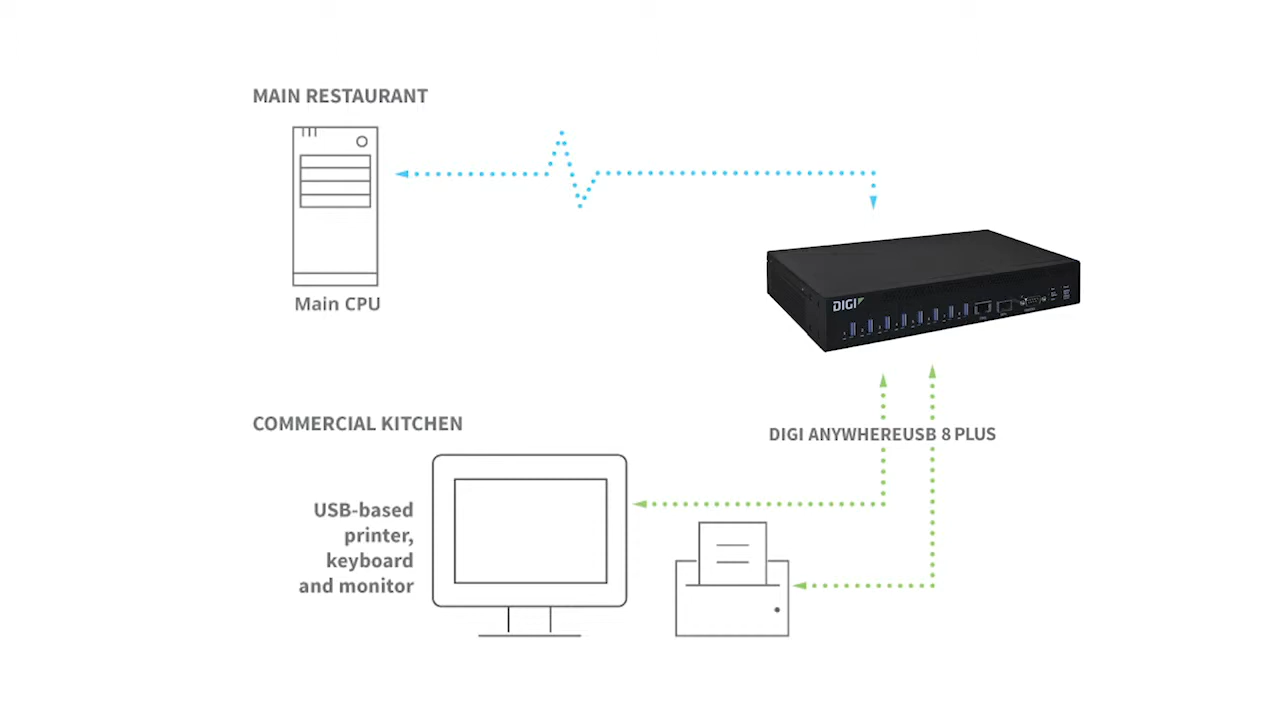 MAIN RESTAURANT
Main CPU
DIGI
COMMERCIAL KITCHEN
DIGI ANYWHEREUSB 8 PLUS
USB-based
printer,
keyboard
and monitor